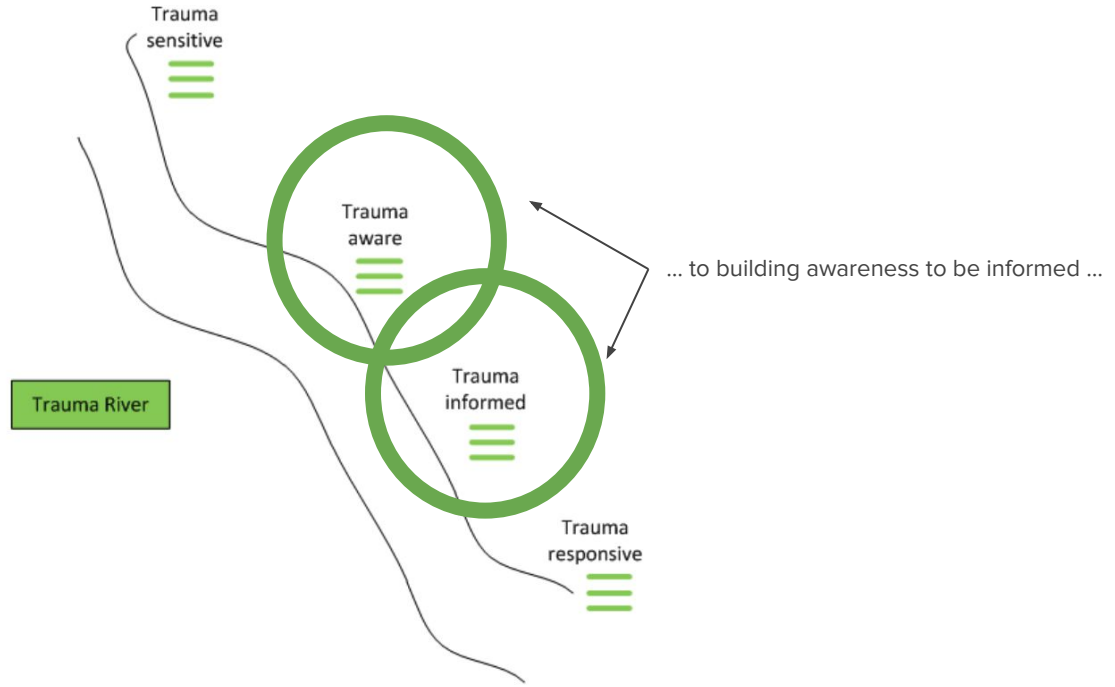 Trauma
sensitive
Trauma
aware
... to building awareness to be informed ...
Trauma
informed
Trauma River
Trauma
responsive